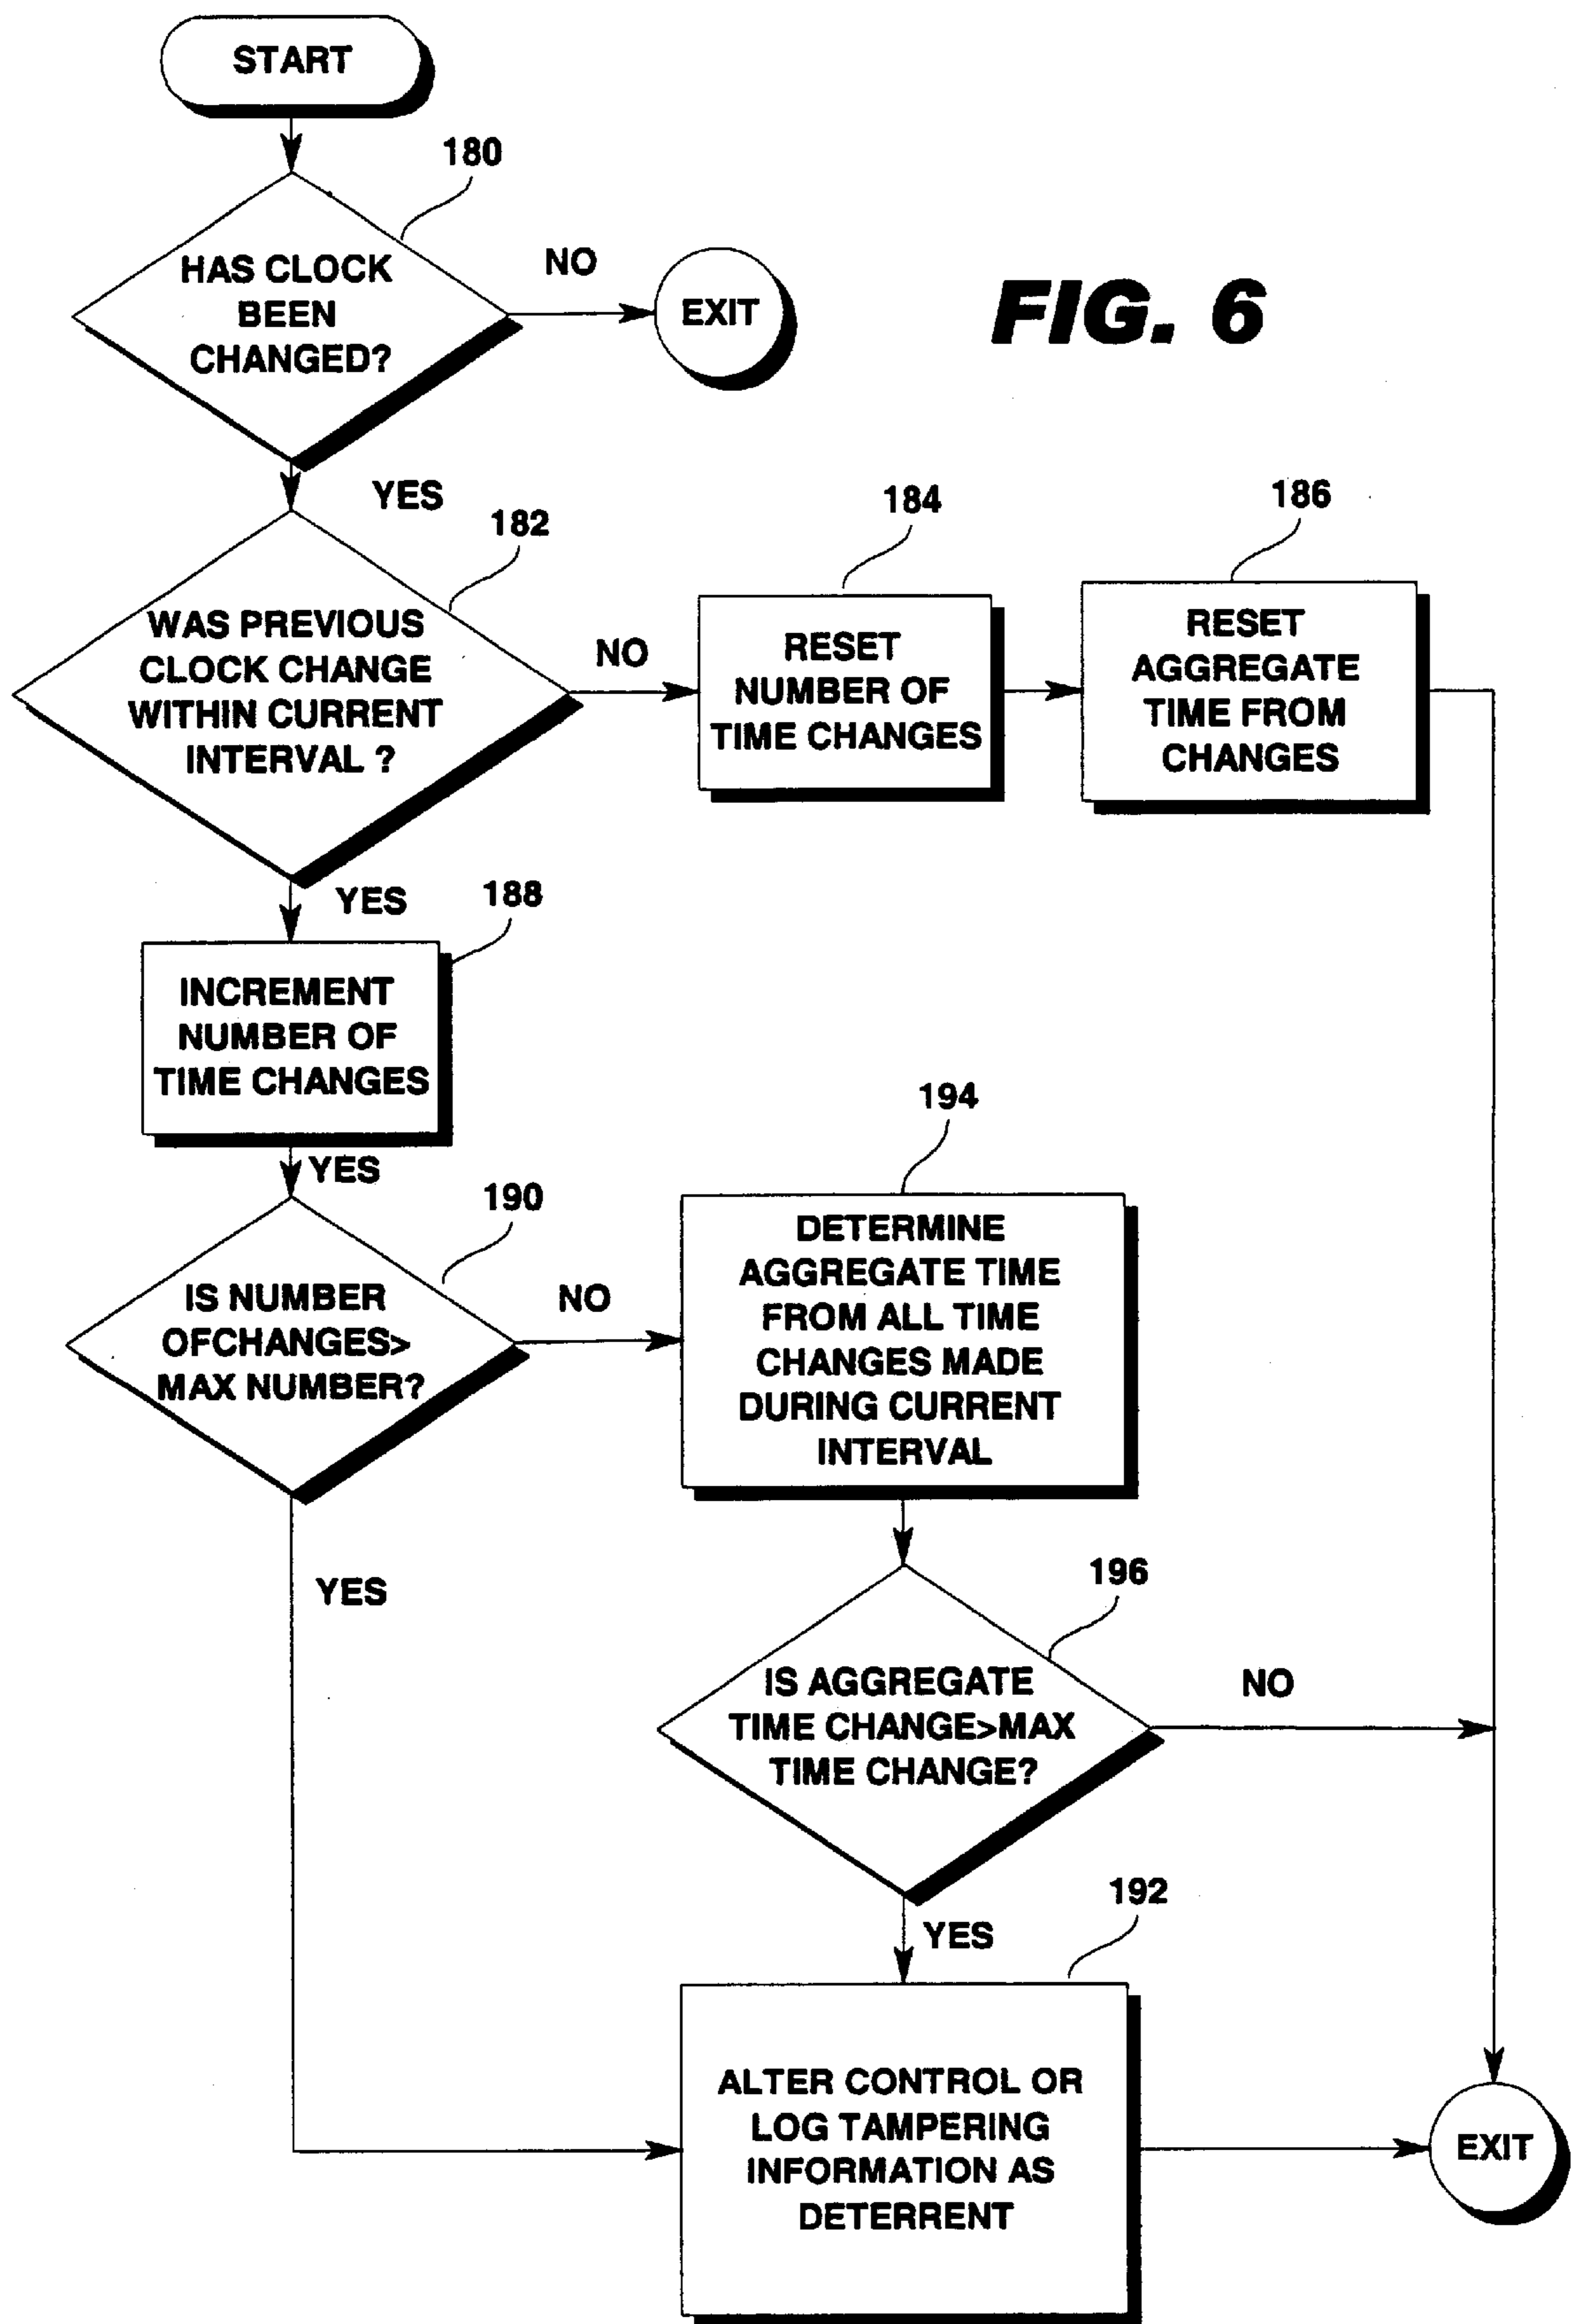 START
180
HAS CLOCK
BEEN
CHANGED?
NO
EXIT
FIG. 6
YES
182
WAS PREVIOUS
CLOCK CHANGE
WITHIN CURRENT
INTERVAL ?
NO
184
RESET
NUMBER OF
TIME CHANGES
186
RESET
AGGREGATE
TIME FROM
CHANGES
YES
188
INCREMENT
NUMBER OF
TIME CHANGES
YES
190
IS NUMBER
OFCHANGES>
MAX NUMBER?
NO
194
DETERMINE
AGGREGATE TIME
FROM ALL TIME
CHANGES MADE
DURING CURRENT
INTERVAL
YES
196
IS AGGREGATE
TIME CHANGE>MAX
TIME CHANGE?
NO
YES
192
ALTER CONTROL OR
LOG TAMPERING
INFORMATION AS
DETERRENT
EXIT